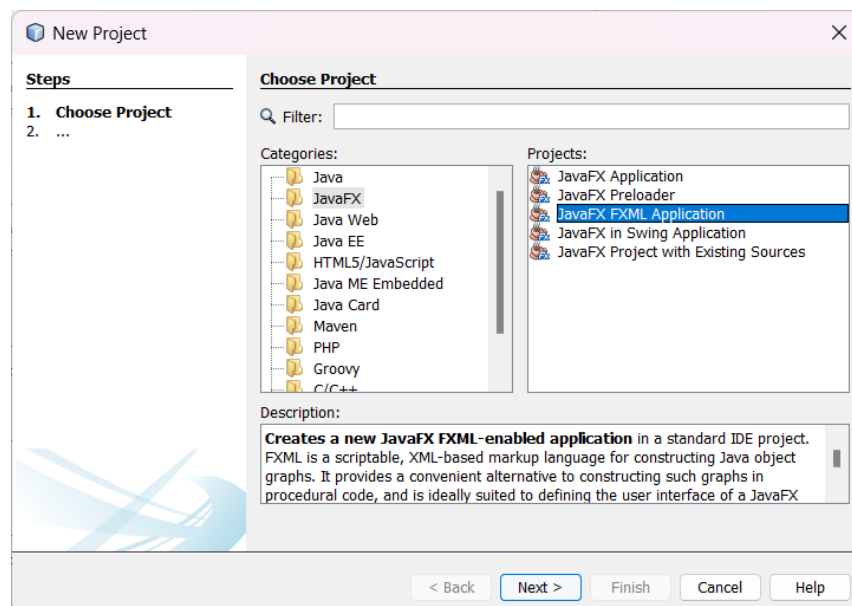 New Project
Steps
1. Choose Project
2. ...
Choose Project
Filter:
Categories:
Java
JavaFX
Java Web
Java EE
HTML5/JavaScript
Java ME Embedded
Java Card
Maven
PHP
Groovy
C/C++
Projects:
JavaFX Application
JavaFX Preloader
JavaFX FXML Application
JavaFX in Swing Application
JavaFX Project with Existing Sources
Description:
Creates a new JavaFX FXML-enabled application in a standard IDE project.
FXML is a scriptable, XML-based markup language for constructing Java object
graphs. It provides a convenient alternative to constructing such graphs in
procedural code, and is ideally suited to defining the user interface of a JavaFX
< Back Next > Finish Cancel Help